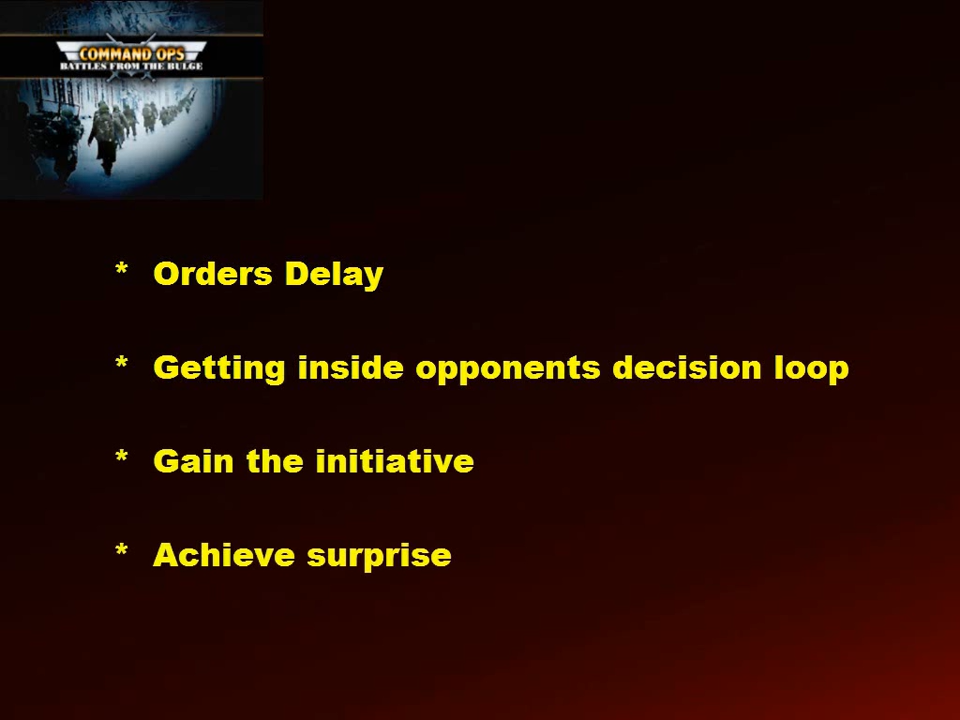 COMMAND OPS
BATTLES FROM THE BULGE
* Orders Delay
* Getting inside opponents decision loop
* Gain the initiative
* Achieve surprise